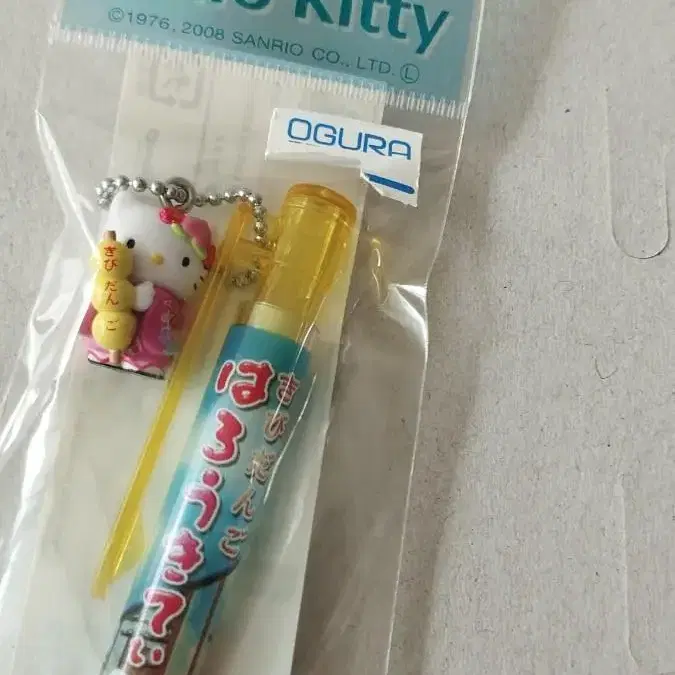 Kitty
©1976, 2008 SANRIO CO., LTD. Ⓛ
OGURA
きび だん ご
きびだんご
はろうきてぃ